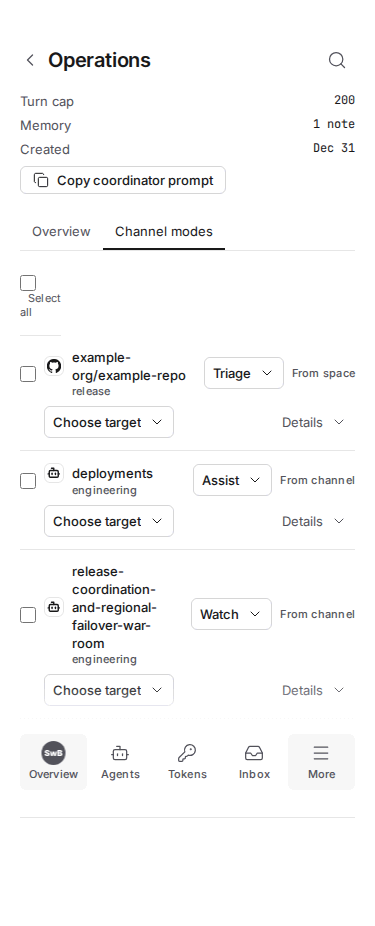 Operations
Turn cap 200
Memory 1 note
Created Dec 31
Copy coordinator prompt
Overview Channel modes
Select
all
example-
org/example-repo
release
Triage From space
Choose target Details
deployments
engineering
Assist From channel
Choose target Details
release-
coordination-
and-regional-
failover-war-
room
engineering
Watch From channel
Choose target Details
SwB
Overview Agents Tokens Inbox More